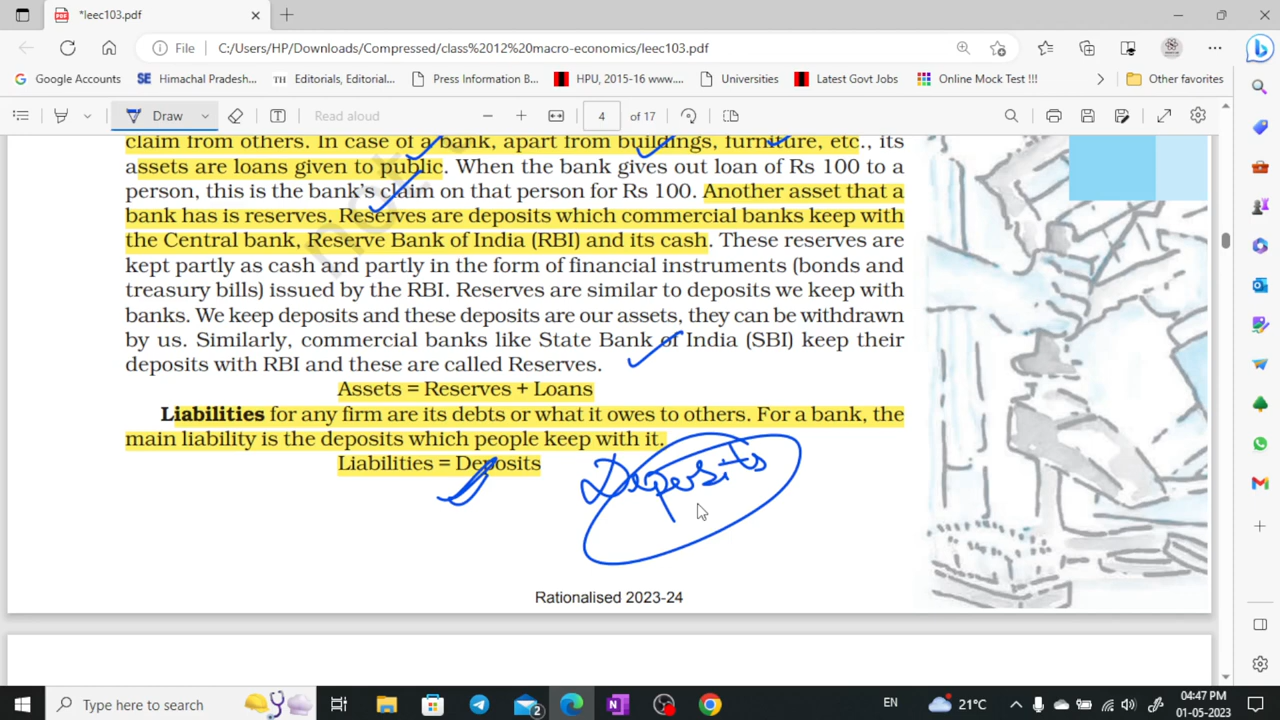 *leec103.pdf
File
C:/Users/HP/Downloads/Compressed/class%2012%20macro-economics/leec103.pdf
Google Accounts
SE Himachal Pradesh...
TH Editorials, Editorial...
Press Information B...
HPU, 2015-16 www....
Universities
Latest Govt Jobs
Online Mock Test !!!
Other favorites
Draw
Read aloud
4 of 17
claim from others. In case of a bank, apart from buildings, furniture, etc., its
assets are loans given to public. When the bank gives out loan of Rs 100 to a
person, this is the bank's claim on that person for Rs 100. Another asset that a
bank has is reserves. Reserves are deposits which commercial banks keep with
the Central bank, Reserve Bank of India (RBI) and its cash. These reserves are
kept partly as cash and partly in the form of financial instruments (bonds and
treasury bills) issued by the RBI. Reserves are similar to deposits we keep with
banks. We keep deposits and these deposits are our assets, they can be withdrawn
by us. Similarly, commercial banks like State Bank of India (SBI) keep their
deposits with RBI and these are called Reserves.
Assets = Reserves + Loans
Liabilities for any firm are its debts or what it owes to others. For a bank, the
main liability is the deposits which people keep with it.
Liabilities = Deposits
Deposits
Rationalised 2023-24
not
Type here to search
2
N
EN
21°C
04:47 PM
01-05-2023